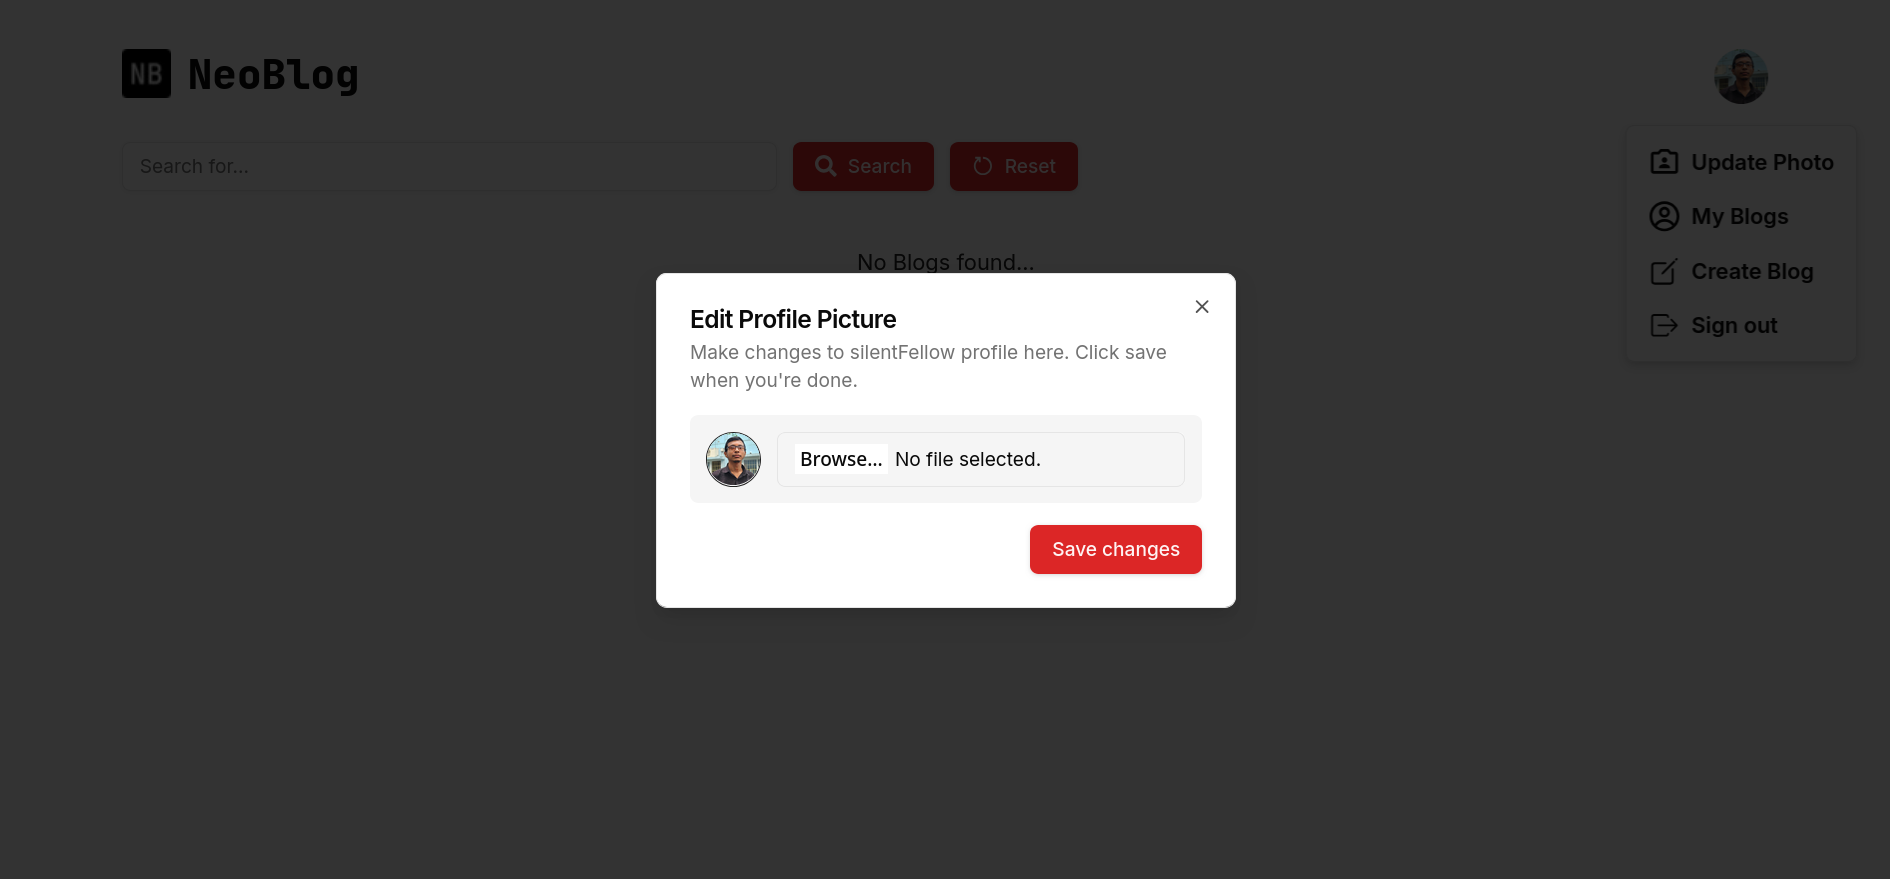 NB NeoBlog
Search for...
Search
Reset
Update Photo
My Blogs
Create Blog
Sign out
No Blogs found...
Edit Profile Picture
Make changes to silentFellow profile here. Click save
when you're done.
Browse... No file selected.
Save changes